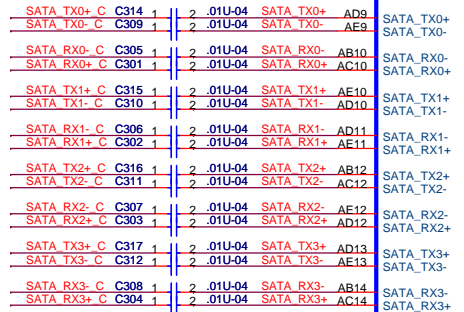 SATA_TX0+_C C314 1 2 .01U-04 SATA_TX0+ AD9 SATA_TX0+
SATA_TX0-_C C309 1 2 .01U-04 SATA_TX0- AE9 SATA_TX0-
SATA_RX0-_C C305 1 2 .01U-04 SATA_RX0- AB10 SATA_RX0-
SATA_RX0+_C C301 1 2 .01U-04 SATA_RX0+ AC10 SATA_RX0+
SATA_TX1+_C C315 1 2 .01U-04 SATA_TX1+ AE10 SATA_TX1+
SATA_TX1-_C C310 1 2 .01U-04 SATA_TX1- AD10 SATA_TX1-
SATA_RX1-_C C306 1 2 .01U-04 SATA_RX1- AD11 SATA_RX1-
SATA_RX1+_C C302 1 2 .01U-04 SATA_RX1+ AE11 SATA_RX1+
SATA_TX2+_C C316 1 2 .01U-04 SATA_TX2+ AB12 SATA_TX2+
SATA_TX2-_C C311 1 2 .01U-04 SATA_TX2- AC12 SATA_TX2-
SATA_RX2-_C C307 1 2 .01U-04 SATA_RX2- AE12 SATA_RX2-
SATA_RX2+_C C303 1 2 .01U-04 SATA_RX2+ AD12 SATA_RX2+
SATA_TX3+_C C317 1 2 .01U-04 SATA_TX3+ AD13 SATA_TX3+
SATA_TX3-_C C312 1 2 .01U-04 SATA_TX3- AE13 SATA_TX3-
SATA_RX3-_C C308 1 2 .01U-04 SATA_RX3- AB14 SATA_RX3-
SATA_RX3+_C C304 1 2 .01U-04 SATA_RX3+ AC14 SATA_RX3+